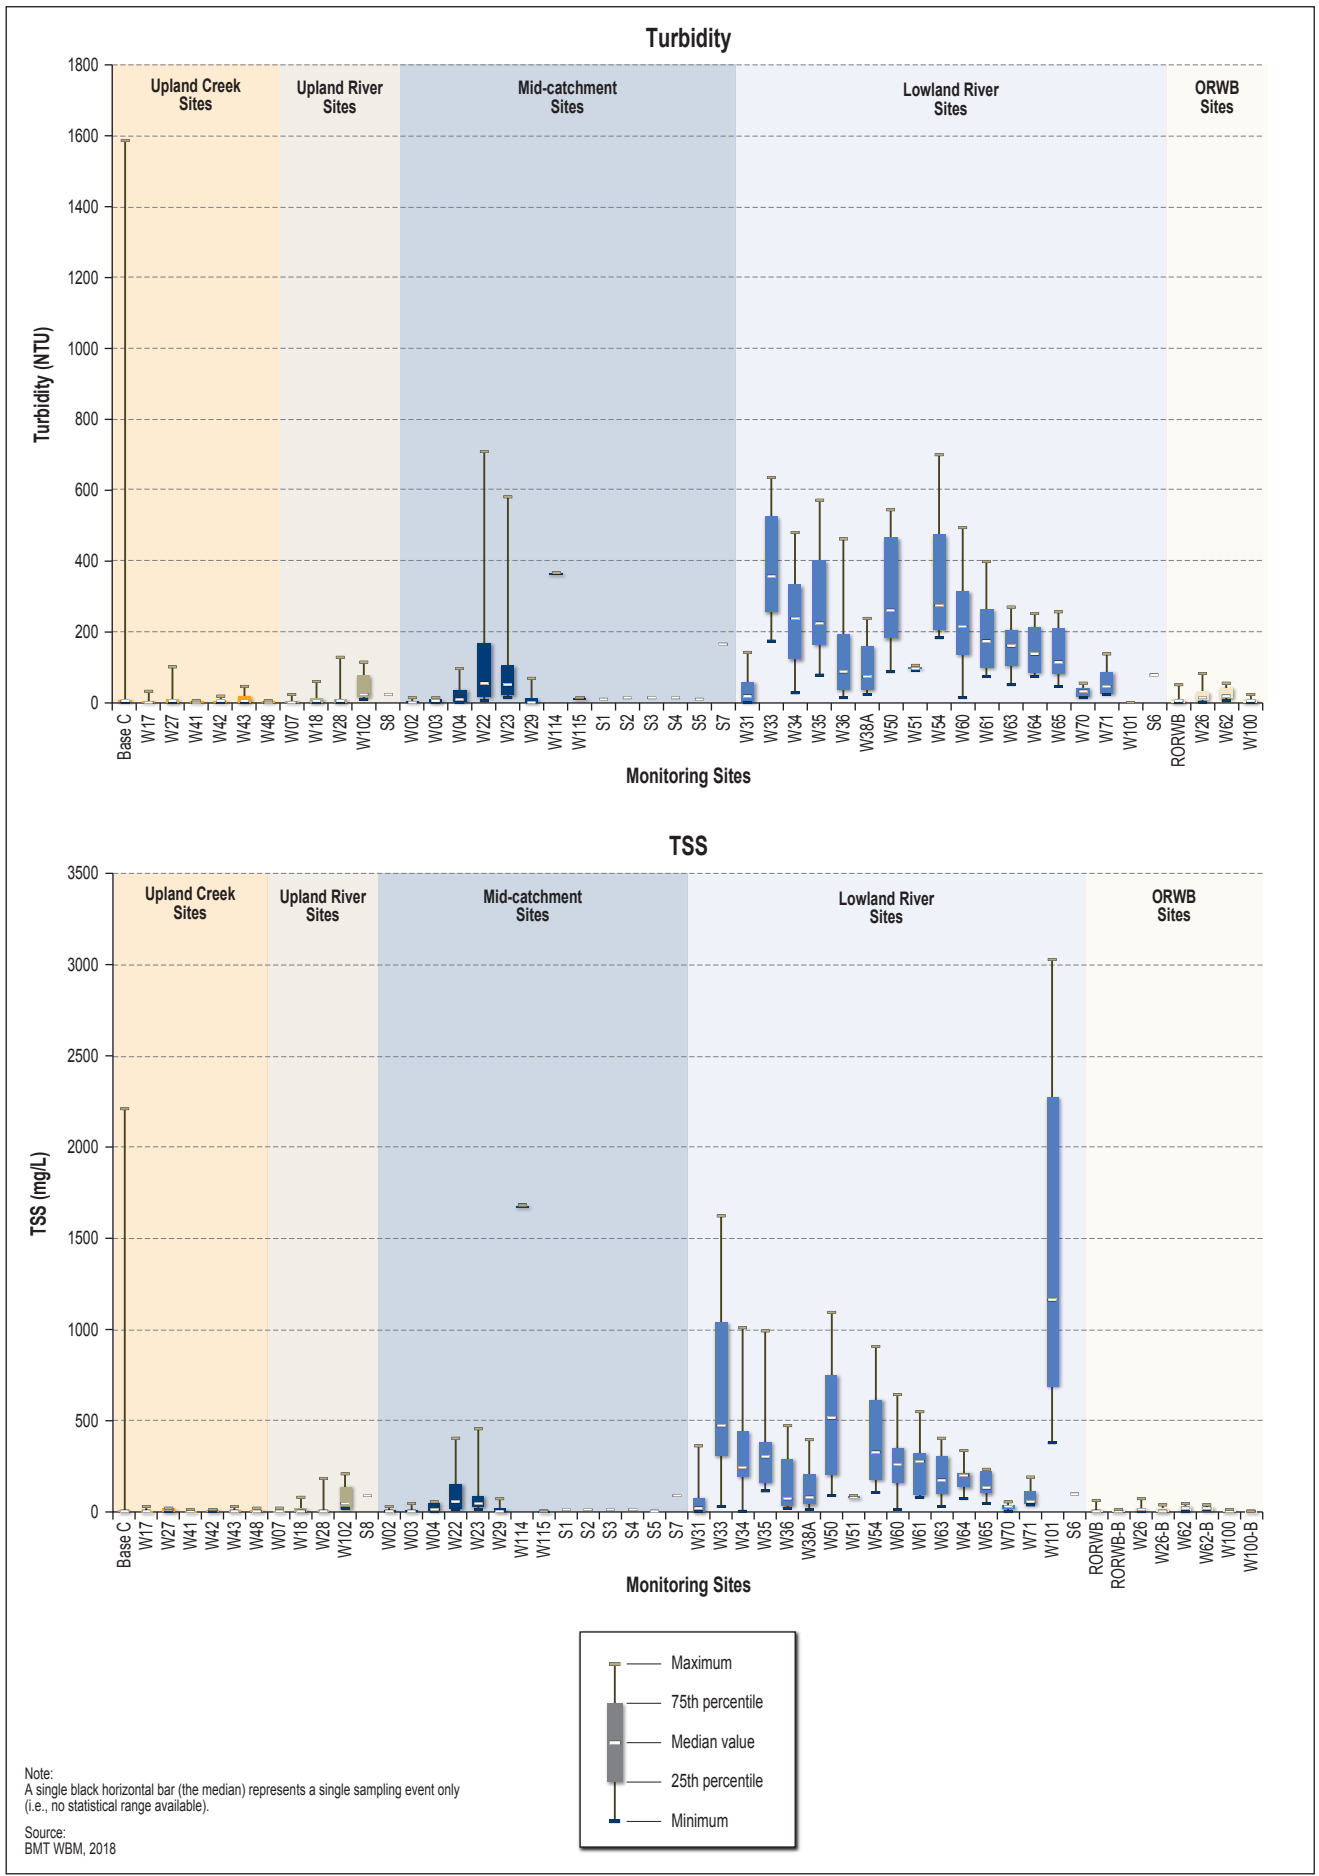 Turbidity
Upland Creek
Sites
Upland River
Sites
Mid-catchment
Sites
Lowland River
Sites
ORWB
Sites
Turbidity (NTU)
1800
1600
1400
1200
1000
800
600
400
200
0
Base C
W17
W27
W41
W42
W43
W48
W07
W18
W28
W102
S8
W02
W03
W04
W22
W23
W29
W114
W115
S1
S2
S3
S4
S5
S7
W31
W33
W34
W35
W36
W38A
W50
W51
W54
W60
W61
W63
W64
W65
W70
W71
W101
S6
RORWB
W26
W62
W100
Monitoring Sites
TSS
Upland Creek
Sites
Upland River
Sites
Mid-catchment
Sites
Lowland River
Sites
ORWB
Sites
TSS (mg/L)
3500
3000
2500
2000
1500
1000
500
0
Base C
W17
W27
W41
W42
W43
W48
W07
W18
W28
W102
S8
W02
W03
W04
W22
W23
W29
W114
W115
S1
S2
S3
S4
S5
S7
W31
W33
W34
W35
W36
W38A
W50
W51
W54
W60
W61
W63
W64
W65
W70
W71
W101
S6
RORWB
RORWB-B
W26
W26-B
W62
W62-B
W100
W100-B
Monitoring Sites
Maximum
75th percentile
Median value
25th percentile
Minimum
Note:
A single black horizontal bar (the median) represents a single sampling event only
(i.e., no statistical range available).
Source:
BMT WBM, 2018